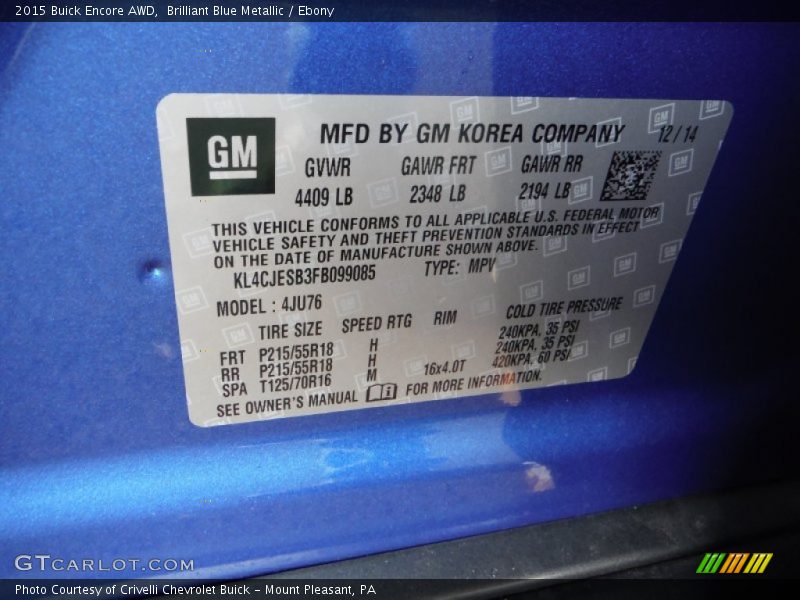 2015 Buick Encore AWD,  Brilliant Blue Metallic / Ebony
GM
MFD BY GM KOREA COMPANY 12/14
GVWR GAWR FRT GAWR RR
4409 LB 2348 LB 2194 LB
THIS VEHICLE CONFORMS TO ALL APPLICABLE U.S. FEDERAL MOTOR
VEHICLE SAFETY AND THEFT PREVENTION STANDARDS IN EFFECT
ON THE DATE OF MANUFACTURE SHOWN ABOVE.
KL4CJESB3FB099085 TYPE: MPV
MODEL : 4JU76
TIRE SIZE SPEED RTG RIM COLD TIRE PRESSURE
FRT P215/55R18 H 240KPA, 35 PSI
RR P215/55R18 H 240KPA, 35 PSI
SPA T125/70R16 M 16x4.0T 420KPA, 60 PSI
SEE OWNER'S MANUAL FOR MORE INFORMATION.
GTCARLOT.COM
Photo Courtesy of Crivelli Chevrolet Buick - Mount Pleasant, PA